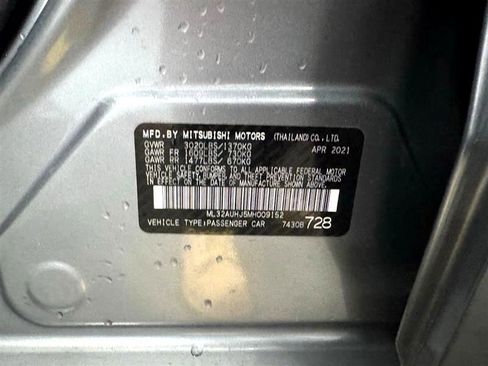 MFD.BY MITSUBISHI MOTORS (THAILAND) CO., LTD.
GVWR 3020LBS/1370KG APR 2021
GAWR FR 1609LBS/ 730KG
GAWR RR 1477LBS/ 670KG
THIS VEHICLE CONFORMS TO ALL APPLICABLE FEDERAL MOTOR
VEHICLE SAFETY, BUMPER, AND THEFT PREVENTION STANDARDS
IN EFFECT ON THE DATE OF MANUFACTURE SHOWN ABOVE.
ML32AUHJ5MH009152
VEHICLE TYPE:PASSENGER CAR 7430B 728